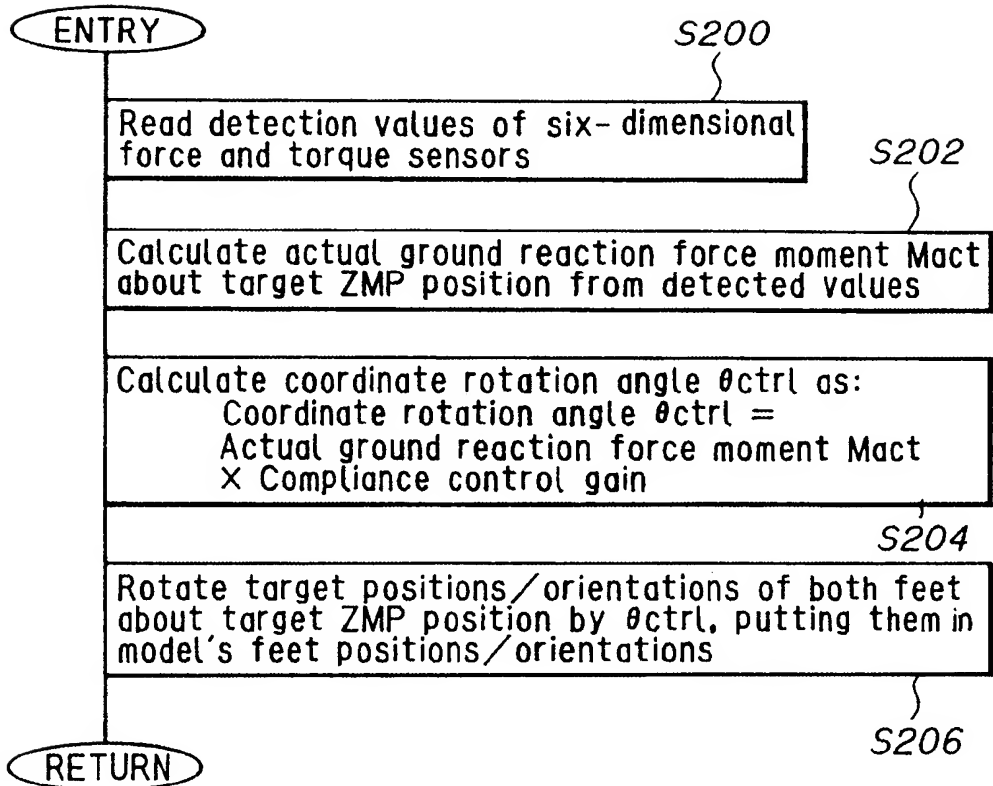 ENTRY
S200
Read detection values of six-dimensional
force and torque sensors
S202
Calculate actual ground reaction force moment Mact
about target ZMP position from detected values
Calculate coordinate rotation angle θctrl as:
Coordinate rotation angle θctrl =
Actual ground reaction force moment Mact
× Compliance control gain
S204
Rotate target positions/orientations of both feet
about target ZMP position by θctrl, putting them in
model's feet positions/orientations
S206
RETURN